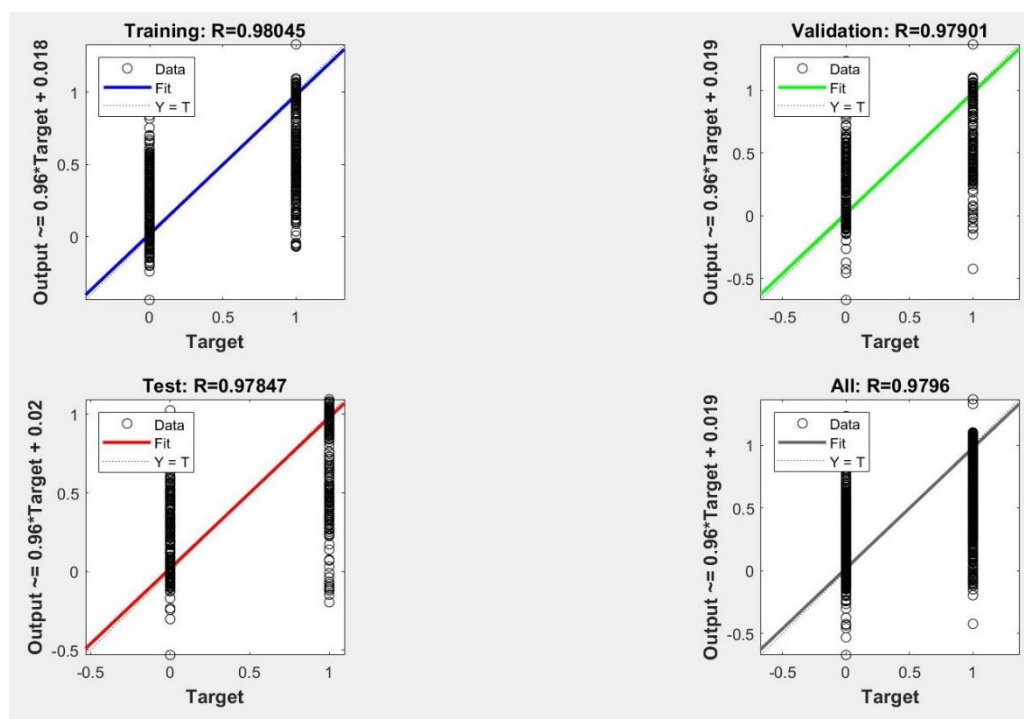 Training: R=0.98045
Output ~= 0.96*Target + 0.018
Data
Fit
Y = T
1
0.5
0
0
0.5
1
Target
Validation: R=0.97901
Output ~= 0.96*Target + 0.019
Data
Fit
Y = T
1
0.5
0
-0.5
-0.5
0
0.5
1
Target
Test: R=0.97847
Output ~= 0.96*Target + 0.02
Data
Fit
Y = T
1
0.5
0
-0.5
-0.5
0
0.5
1
Target
All: R=0.9796
Output ~= 0.96*Target + 0.019
Data
Fit
Y = T
1
0.5
0
-0.5
-0.5
0
0.5
1
Target